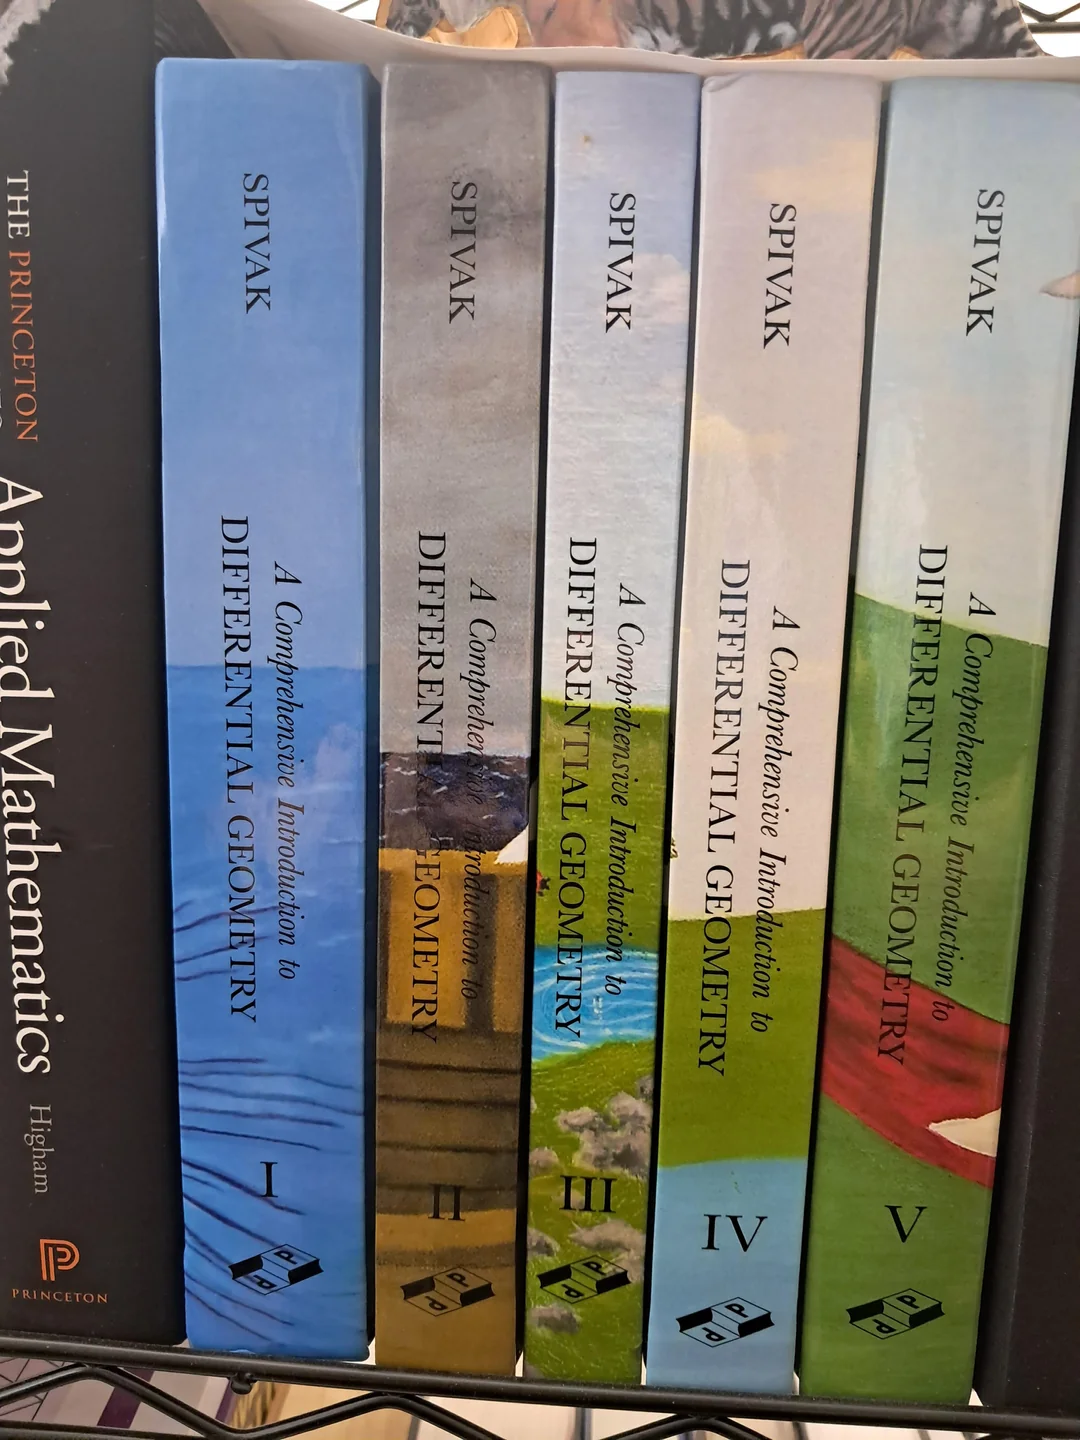 THE PRINCETON
Applied Mathematics
Higham
PRINCETON
SPIVAK
A Comprehensive Introduction to
DIFFERENTIAL GEOMETRY
I
SPIVAK
A Comprehensive Introduction to
DIFFERENTIAL GEOMETRY
II
SPIVAK
A Comprehensive Introduction to
DIFFERENTIAL GEOMETRY
III
SPIVAK
A Comprehensive Introduction to
DIFFERENTIAL GEOMETRY
IV
SPIVAK
A Comprehensive Introduction to
DIFFERENTIAL GEOMETRY
V